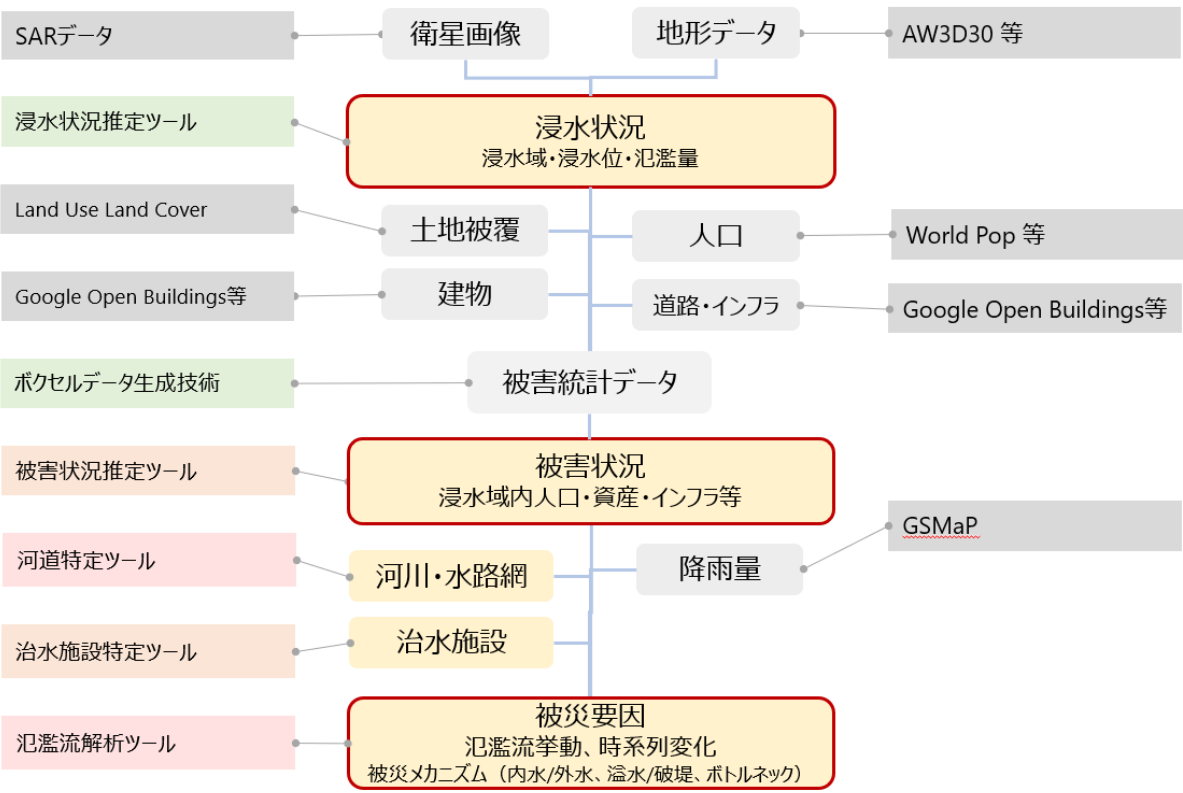 SARデータ
衛星画像
地形データ
AW3D30 等
浸水状況推定ツール
浸水状況
浸水域・浸水位・氾濫量
Land Use Land Cover
土地被覆
人口
World Pop 等
Google Open Buildings等
建物
道路・インフラ
Google Open Buildings等
ボクセルデータ生成技術
被害統計データ
被害状況推定ツール
被害状況
浸水域内人口・資産・インフラ等
GSMaP
河道特定ツール
河川・水路網
降雨量
治水施設特定ツール
治水施設
氾濫流解析ツール
被災要因
氾濫流挙動、時系列変化
被災メカニズム（内水/外水、溢水/破堤、ボトルネック）